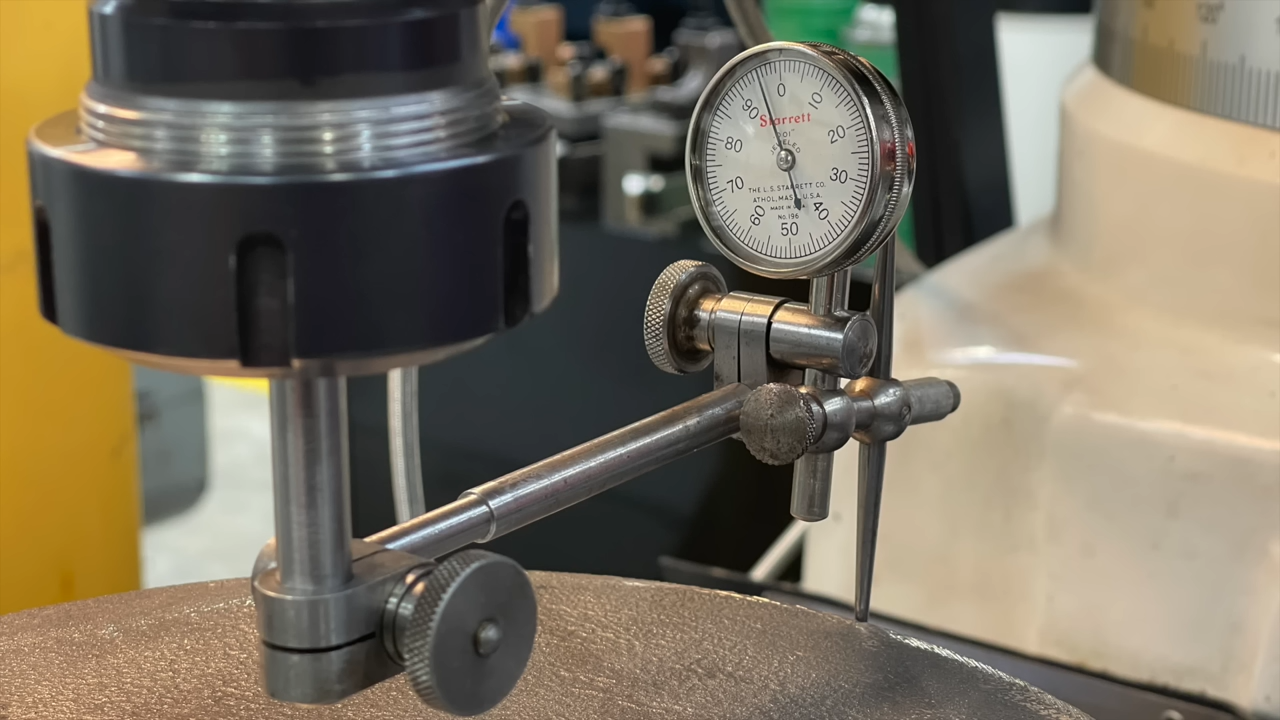 0
10
20
30
40
50
60
70
80
90
Starrett
.001"
JEWELED
THE L.S. STARRETT CO.
ATHOL, MASS. U.S.A.
MADE IN U.S.A.
No. 196
120°